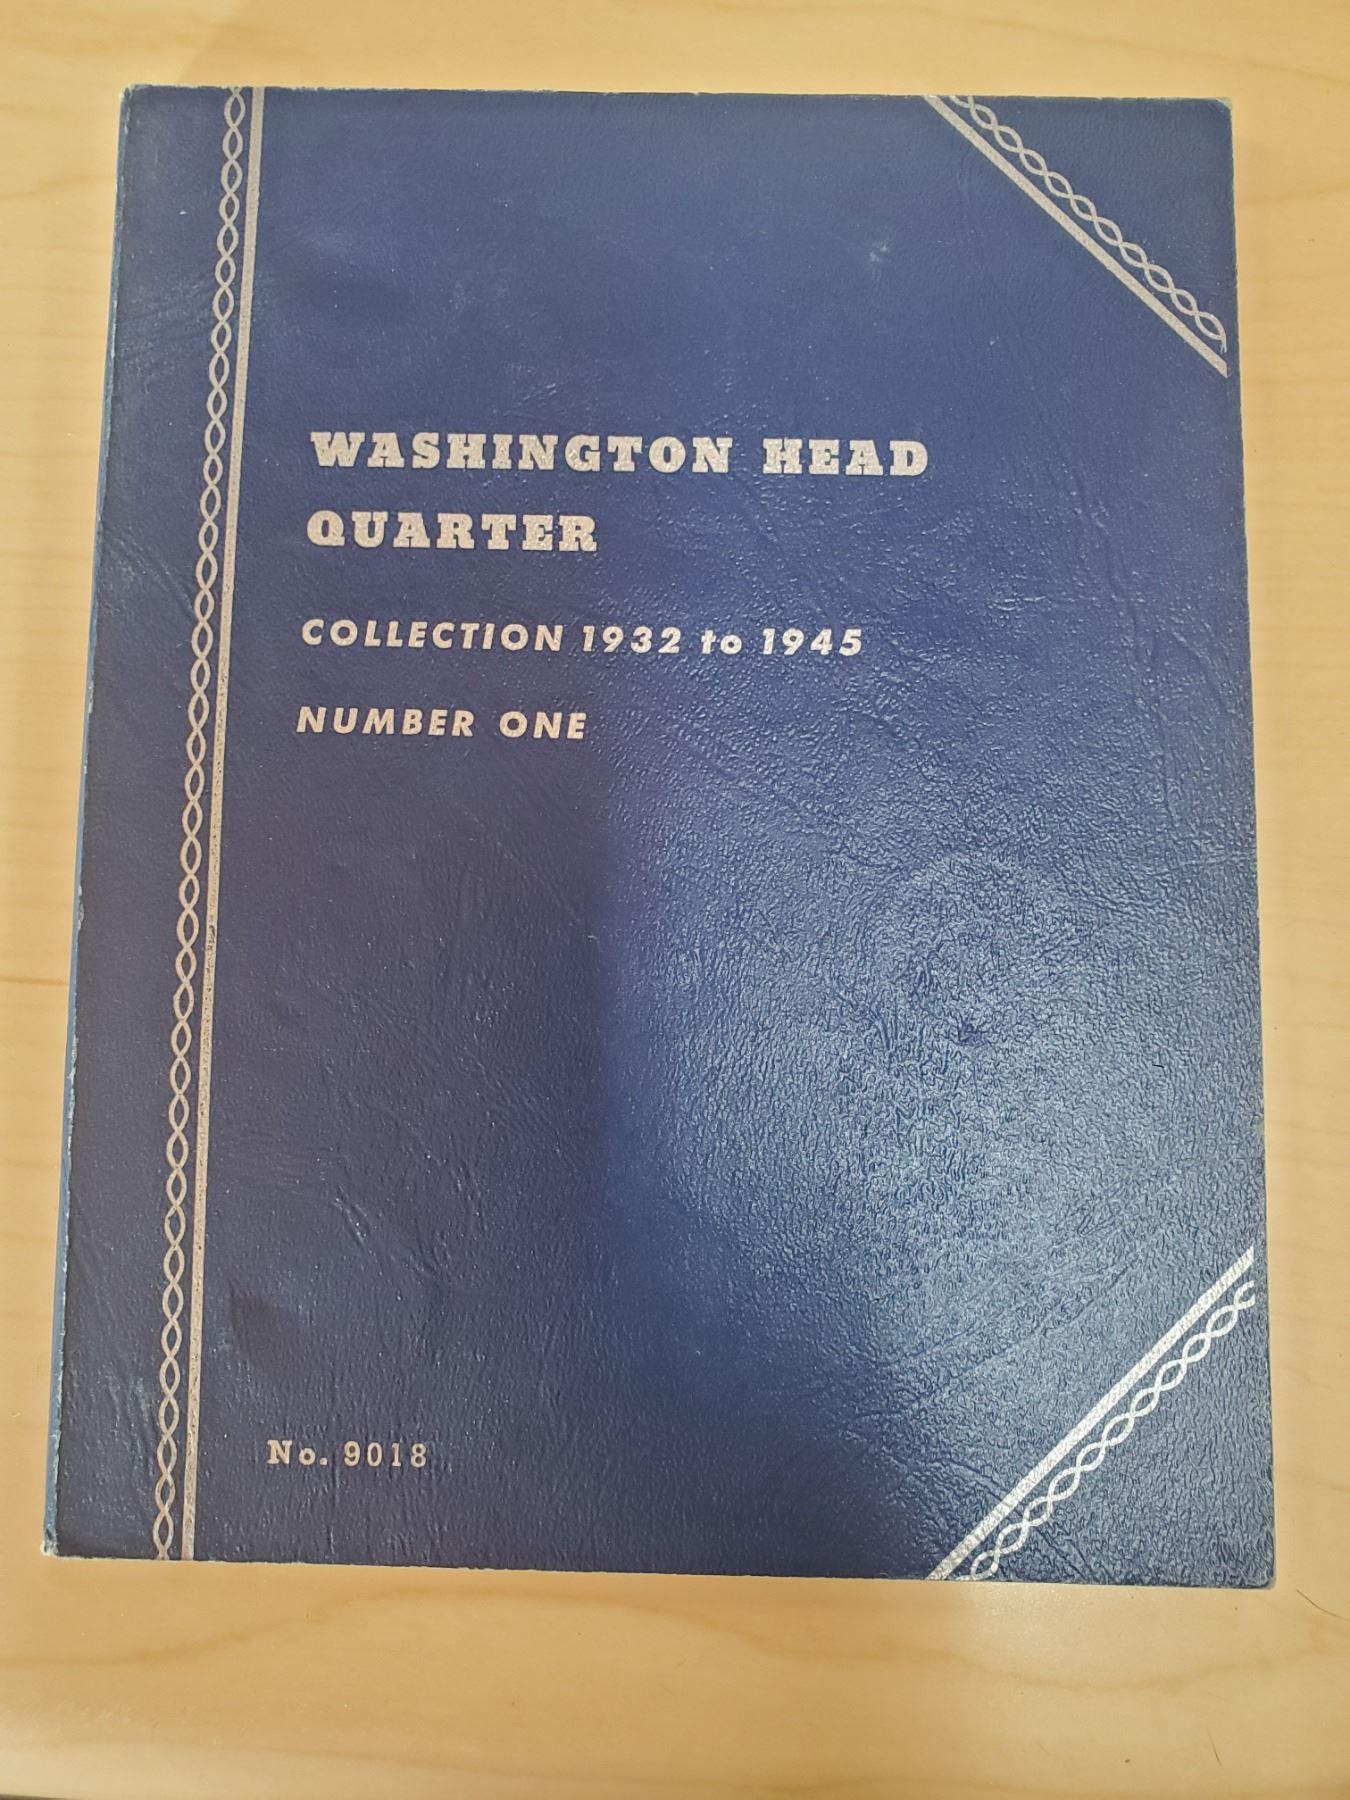 WASHINGTON HEAD
QUARTER
COLLECTION 1932 to 1945
NUMBER ONE
No. 9018